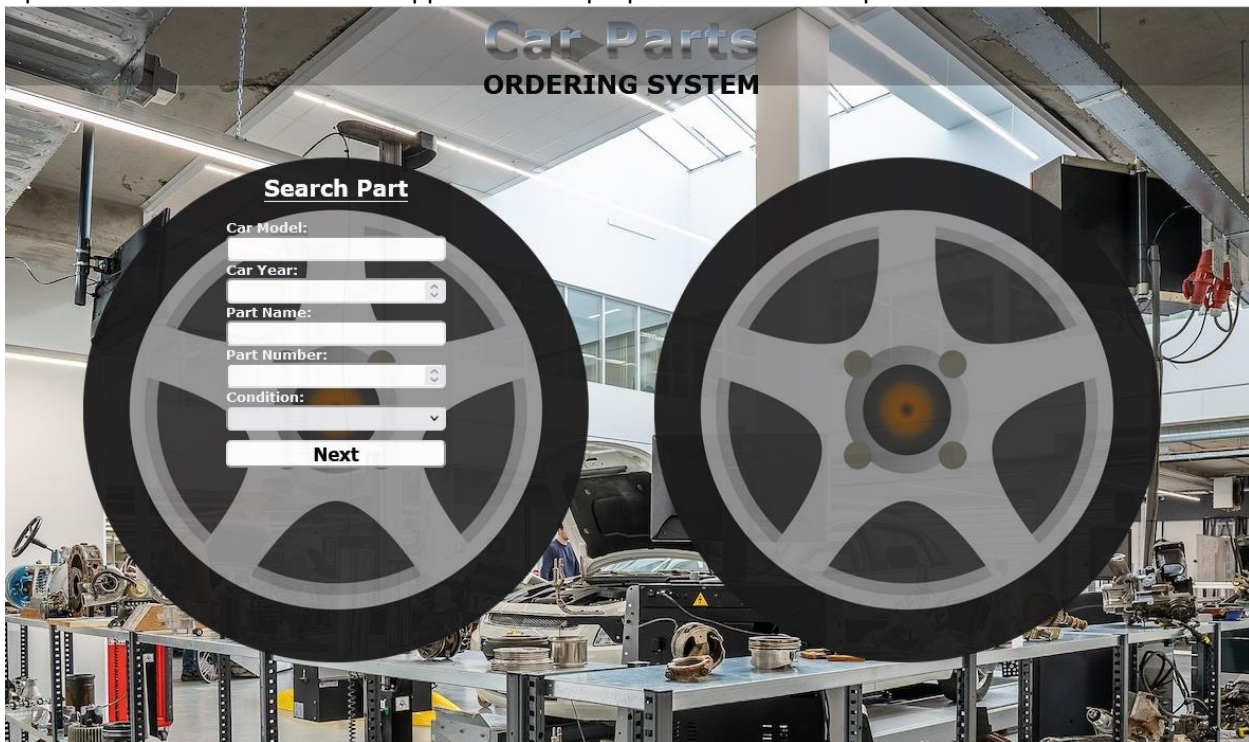 Car Parts
ORDERING SYSTEM
Search Part
Car Model:
Car Year:
Part Name:
Part Number:
Condition:
Next